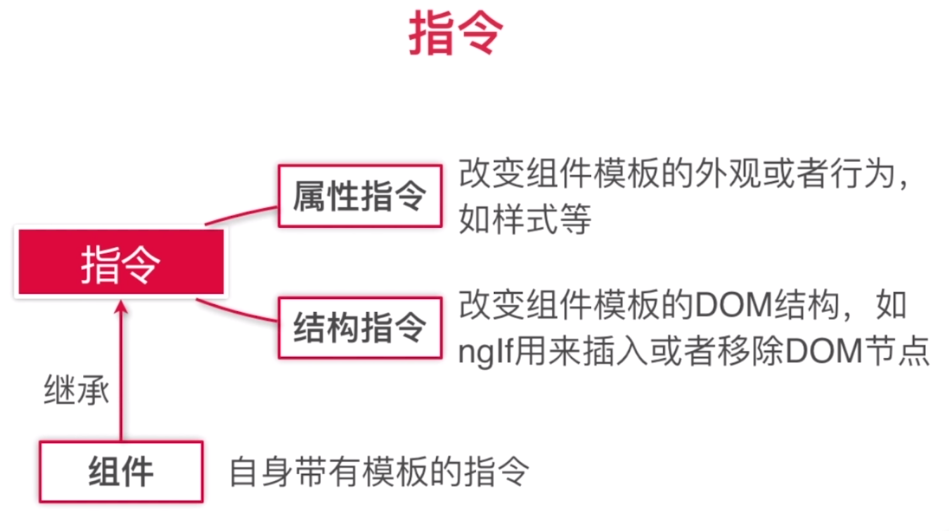 指令
属性指令
改变组件模板的外观或者行为，
如样式等
指令
结构指令
改变组件模板的DOM结构，如
ngIf用来插入或者移除DOM节点
继承
组件
自身带有模板的指令